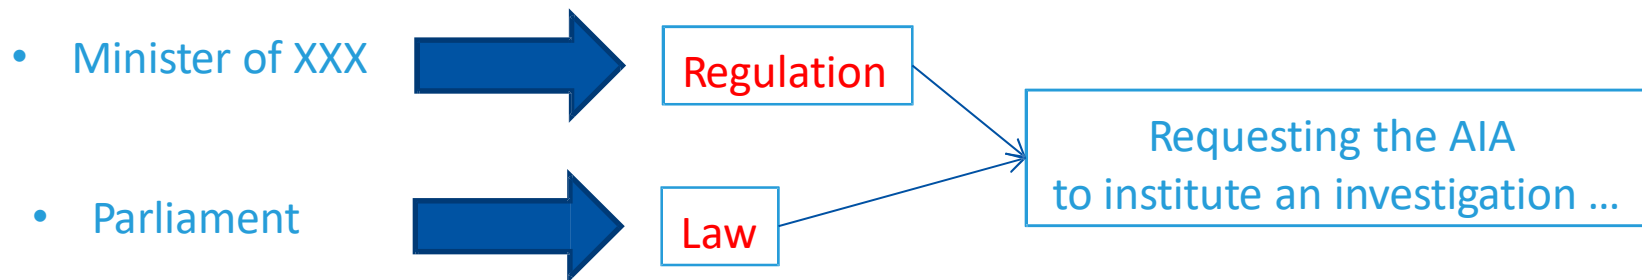 • Minister of XXX
Regulation
Requesting the AIA
to institute an investigation …
• Parliament
Law